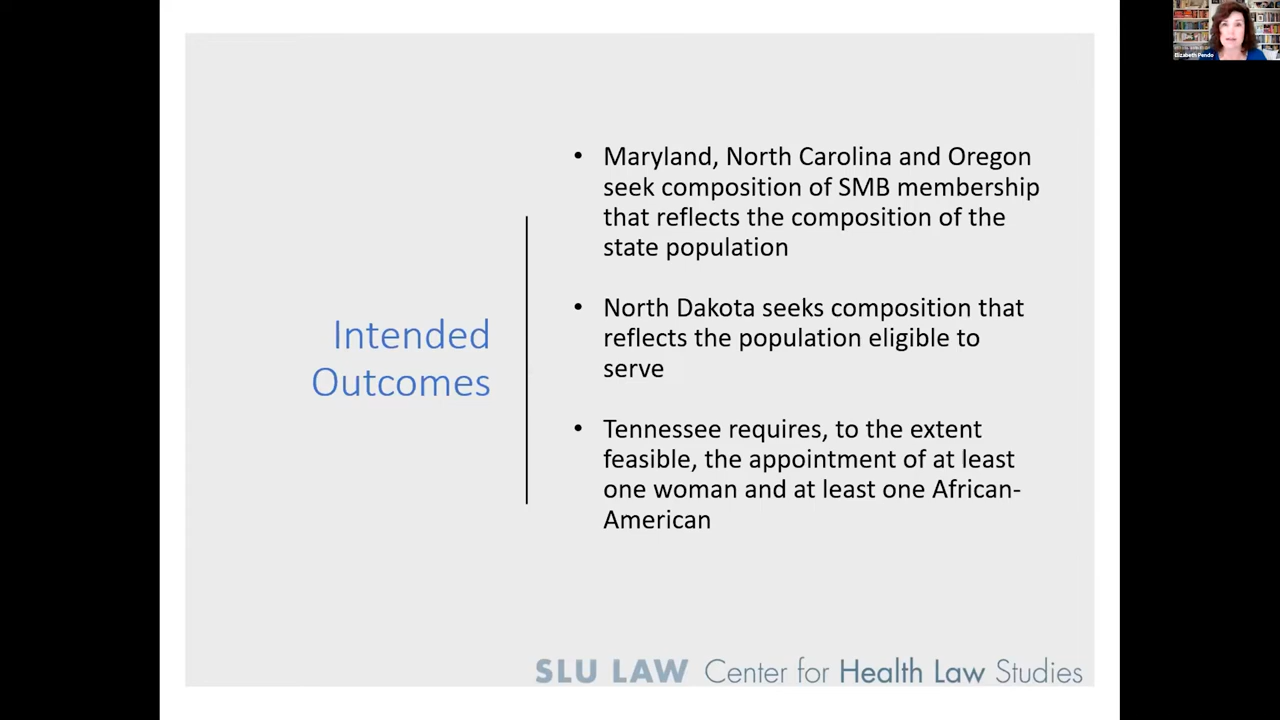 Elizabeth Pendo
Intended
Outcomes
• Maryland, North Carolina and Oregon
seek composition of SMB membership
that reflects the composition of the
state population
• North Dakota seeks composition that
reflects the population eligible to
serve
• Tennessee requires, to the extent
feasible, the appointment of at least
one woman and at least one African-
American
SLU LAW Center for Health Law Studies